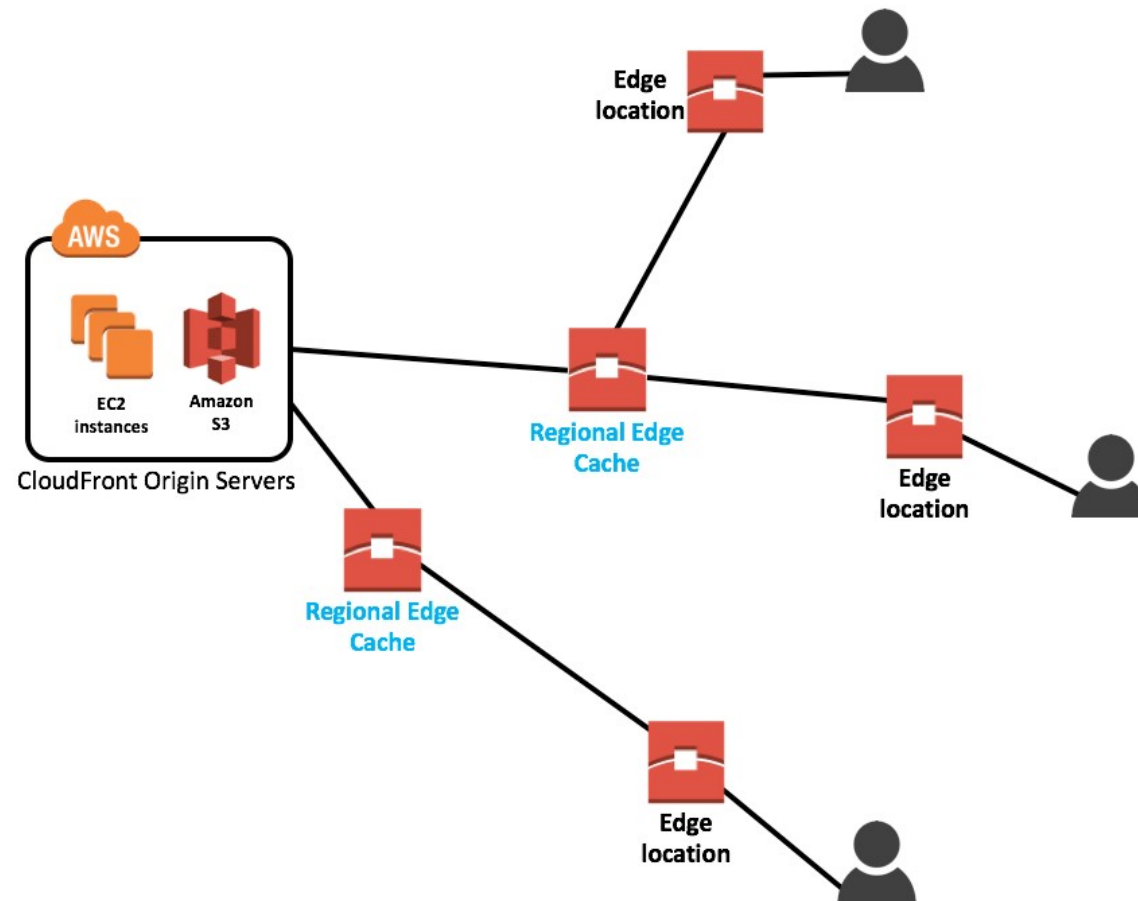 Edge
location
AWS
EC2
instances
Amazon
S3
CloudFront Origin Servers
Regional Edge
Cache
Edge
location
Regional Edge
Cache
Edge
location